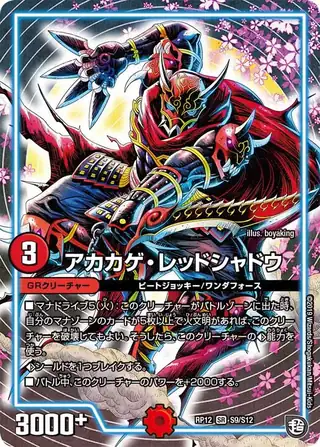 illus. boyaking
3
アカカゲ・レッドシャドウ
GRクリーチャー
ビートジョッキー/ワンダフォース
■マナドライブ5(火):このクリーチャーがバトルゾーンに出た時、
自分のマナゾーンのカードが5枚以上で火文明があれば、このクリ
ーチャーを破壊してもよい。そうしたら、このクリーチャーの能力を使
う。
シールドを1つブレイクする。
■バトル中、このクリーチャーのパワーを+2000する。
3000+
RP12 SR S9/S12
超
©2019 Wizards/Shogakukan/Mitsui-Kids